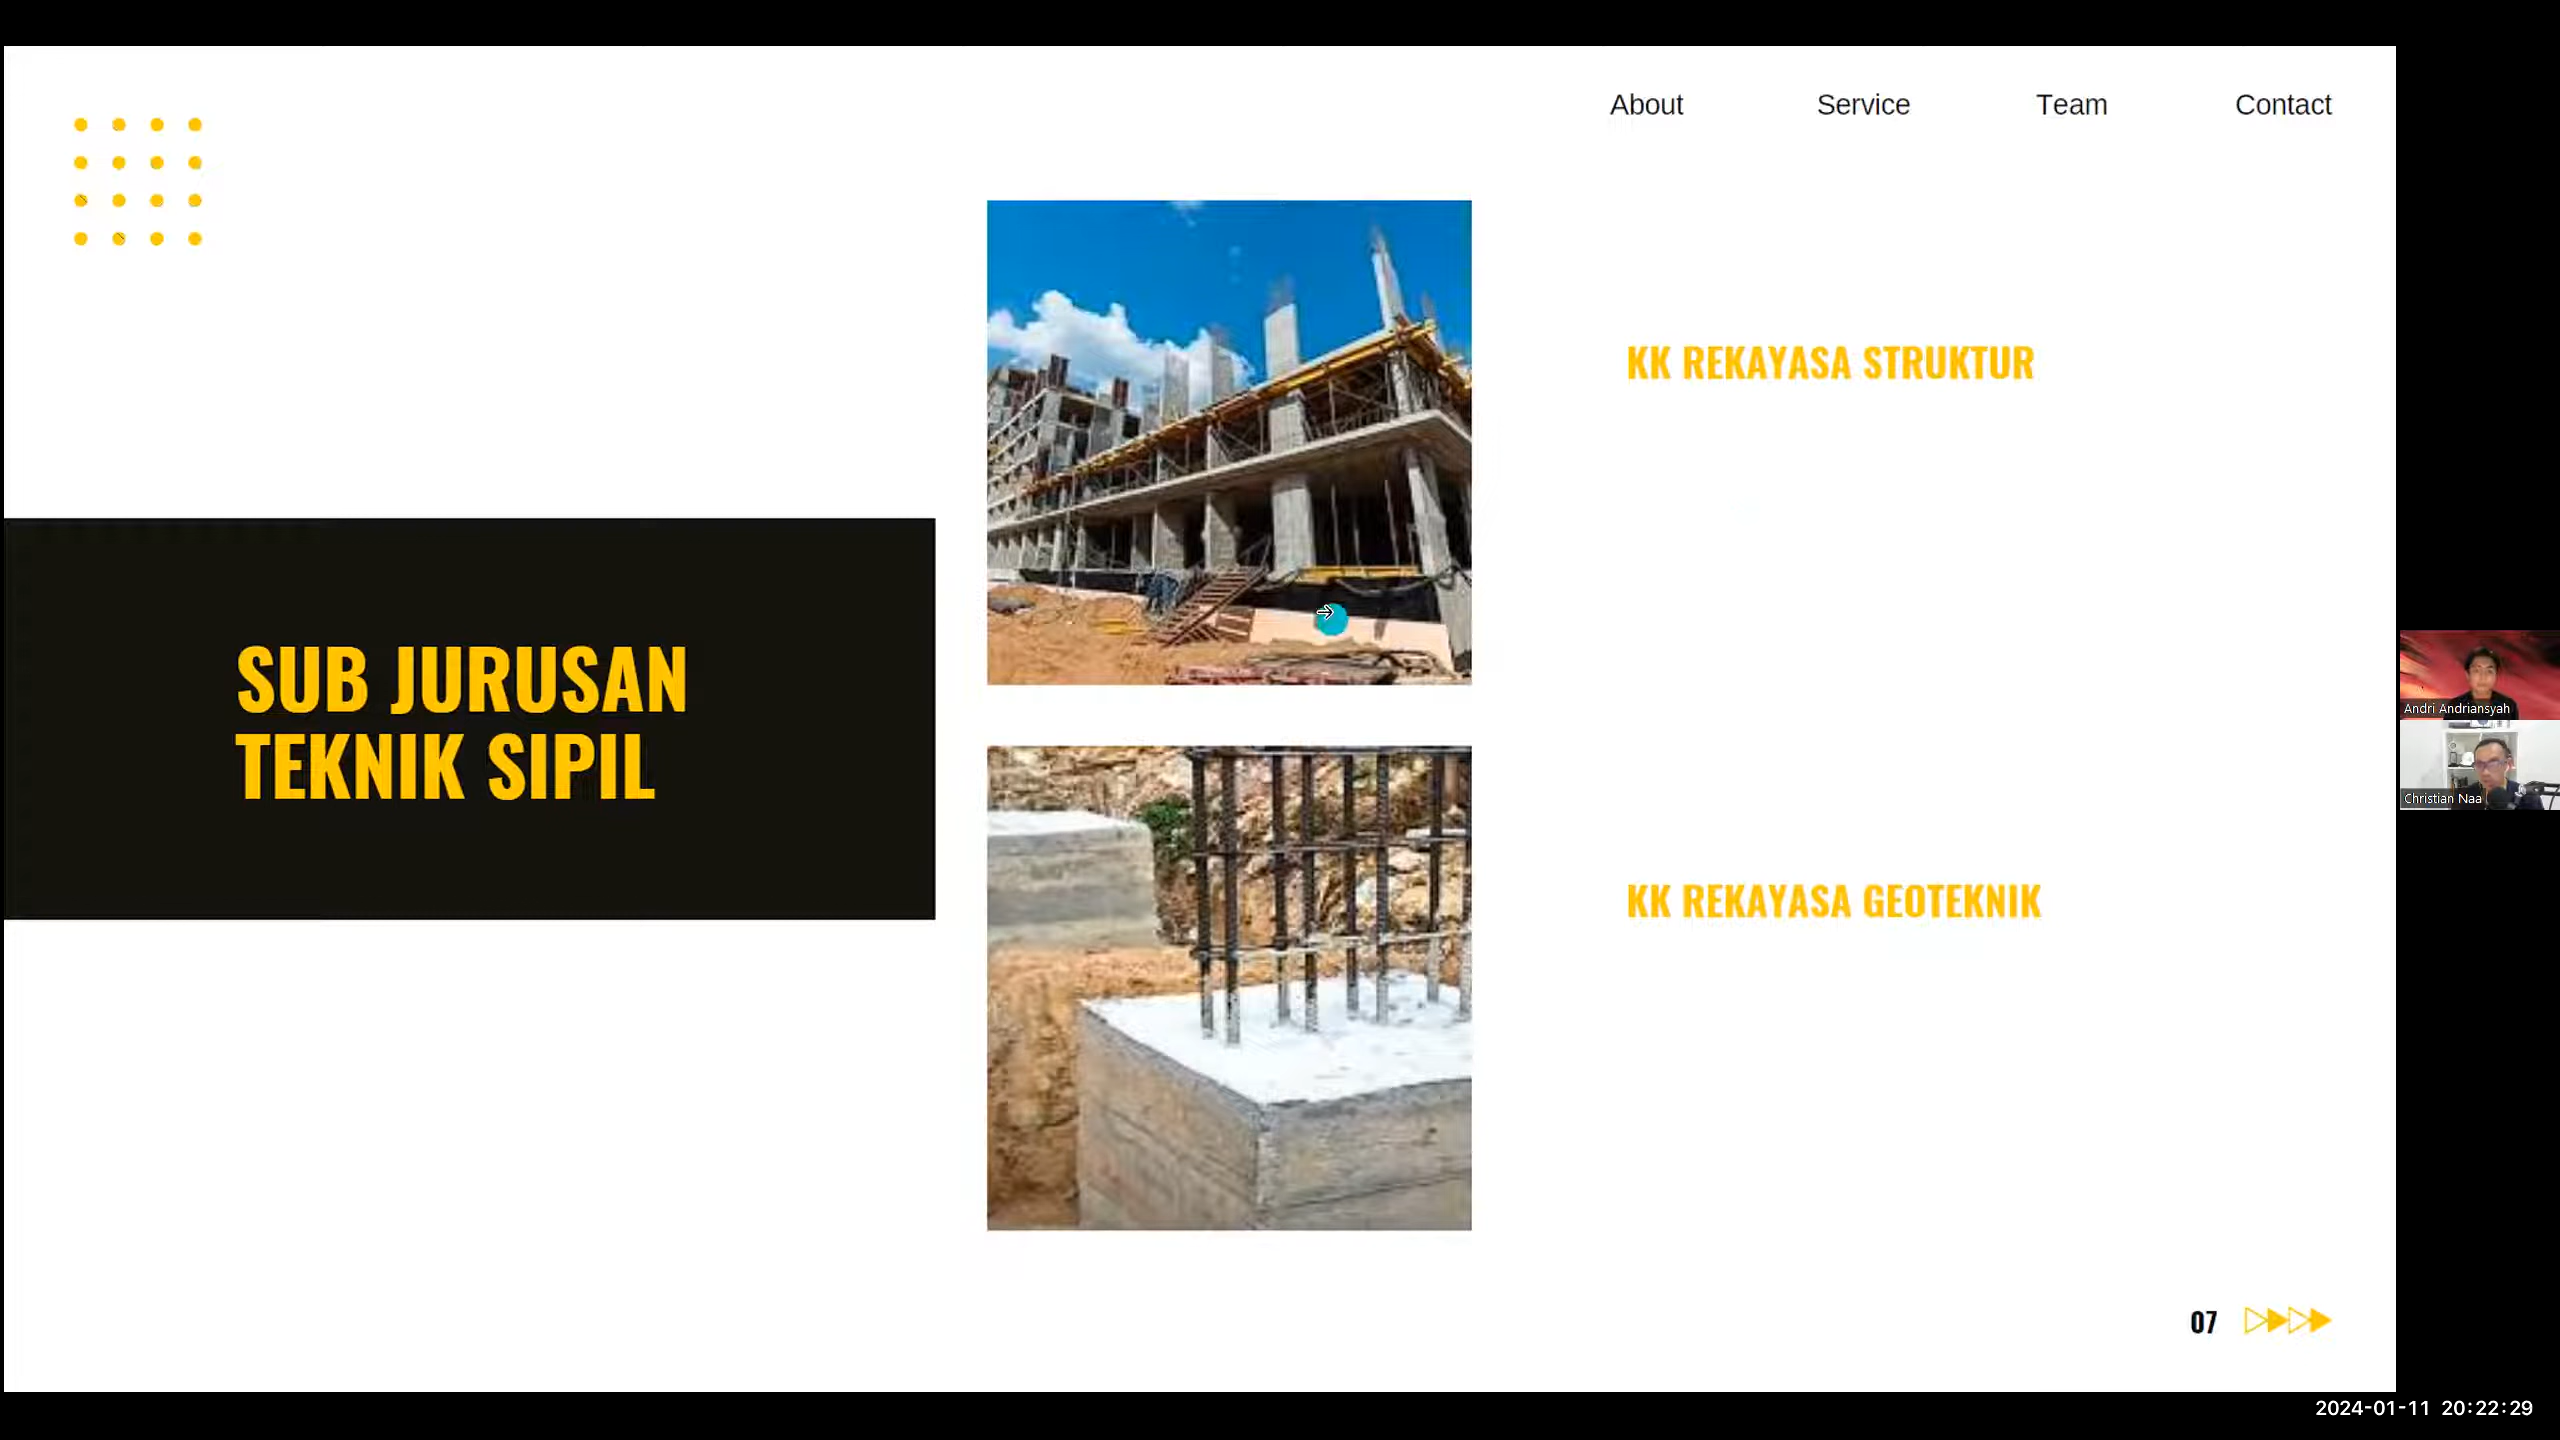 About
Service
Team
Contact
KK REKAYASA STRUKTUR
SUB JURUSAN
TEKNIK SIPIL
KK REKAYASA GEOTEKNIK
07
Andri Andriansyah
Christian Naa
2024-01-11 20:22:29